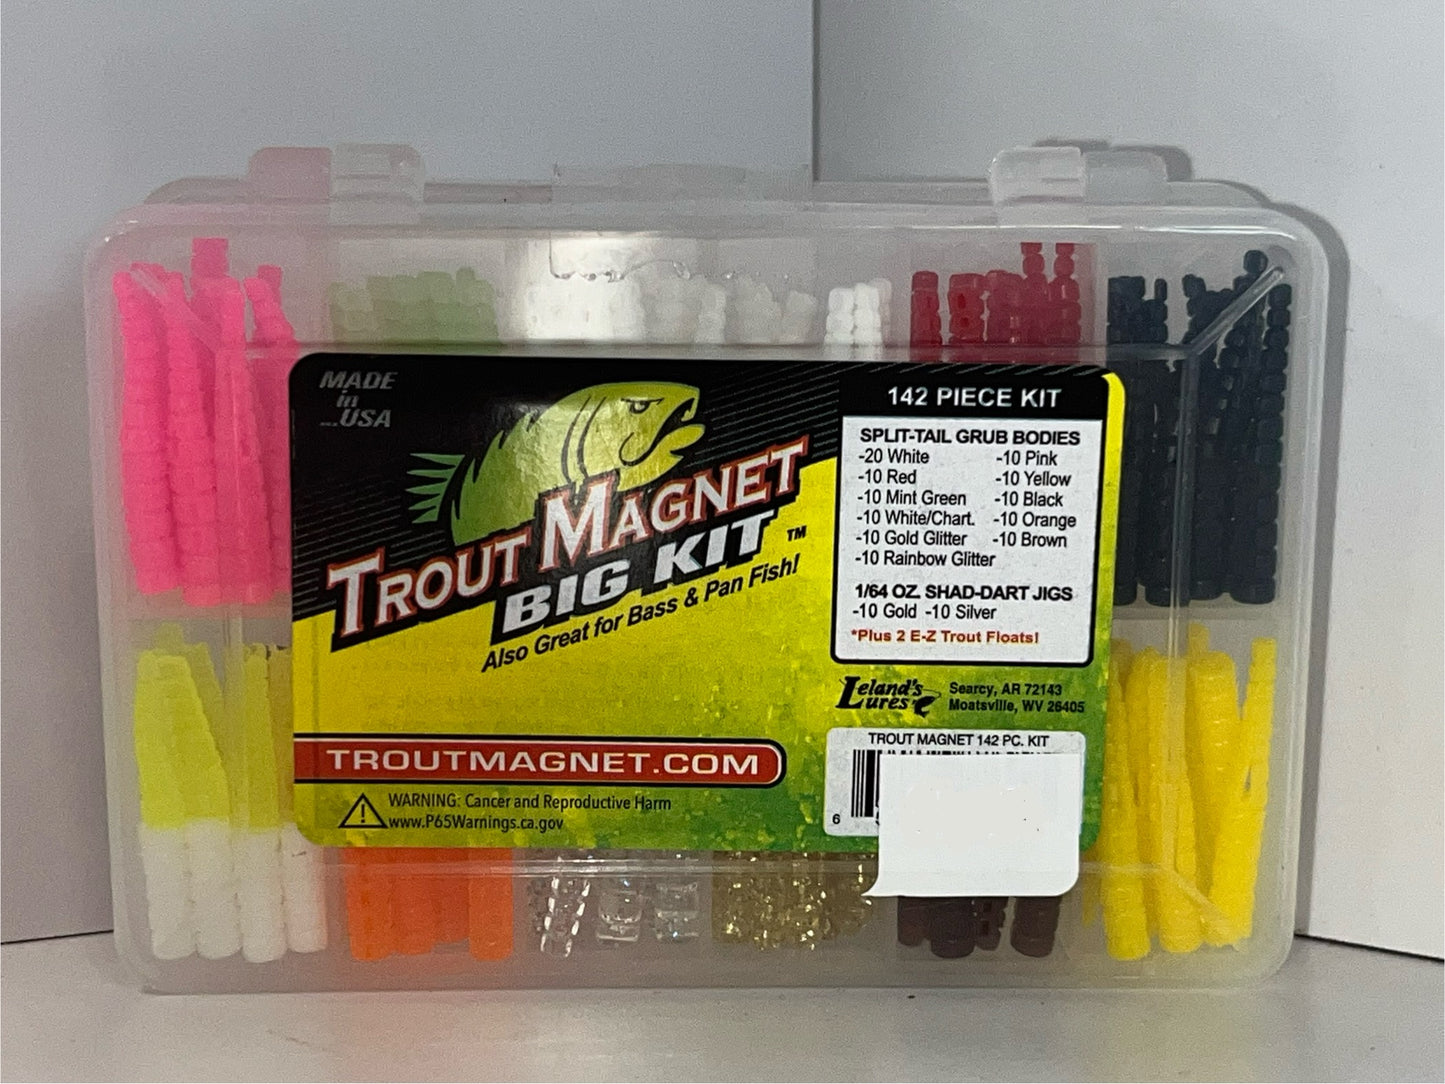 MADE
in
...USA
TROUT MAGNET
BIG KIT™
Also Great for Bass & Pan Fish!
TROUTMAGNET.COM
WARNING: Cancer and Reproductive Harm
www.P65Warnings.ca.gov
142 PIECE KIT
SPLIT-TAIL GRUB BODIES
-20 White -10 Pink
-10 Red -10 Yellow
-10 Mint Green -10 Black
-10 White/Chart. -10 Orange
-10 Gold Glitter -10 Brown
-10 Rainbow Glitter
1/64 OZ. SHAD-DART JIGS
-10 Gold -10 Silver
*Plus 2 E-Z Trout Floats!
Leland's
Lures
Searcy, AR 72143
Moatsville, WV 26405
TROUT MAGNET 142 PC. KIT
6